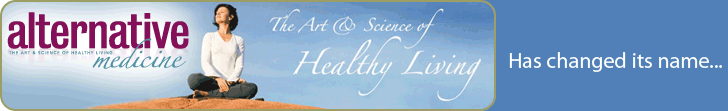 alternative
THE ART & SCIENCE OF HEALTHY LIVING
medicine
The Art & Science of
Healthy Living
Has changed its name...